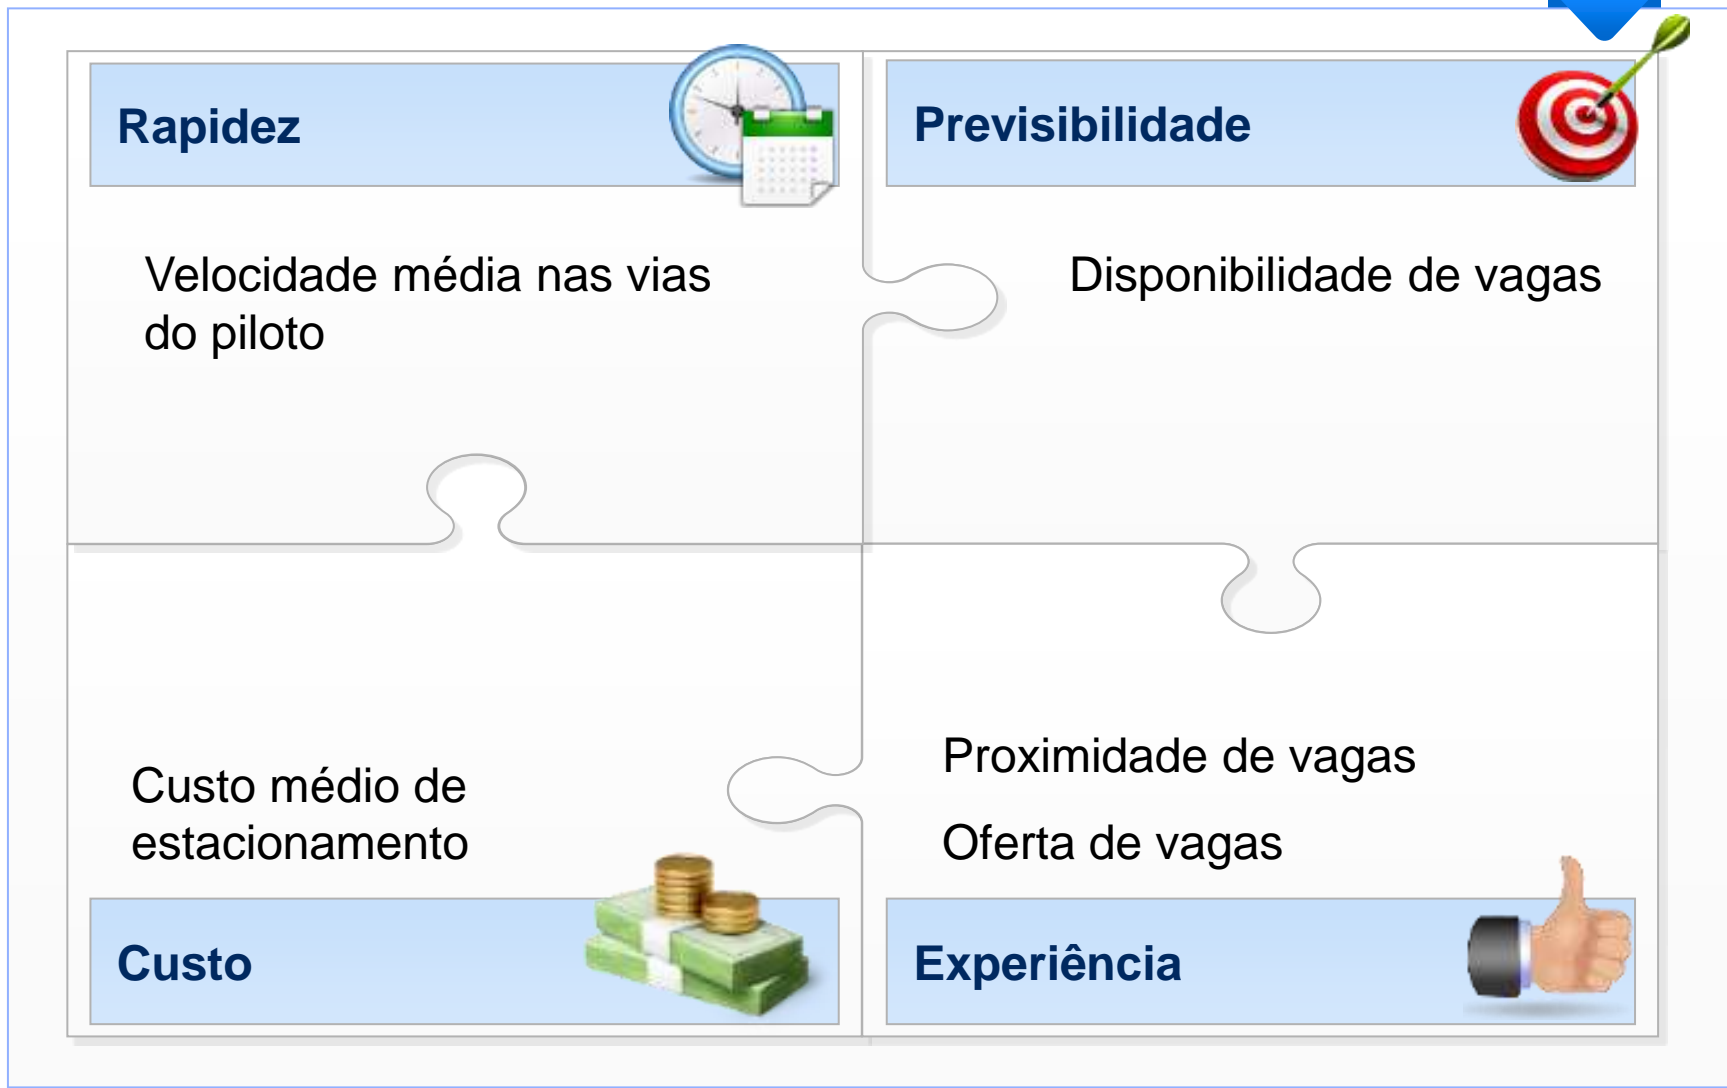 Rapidez
Velocidade média nas vias
do piloto
Previsibilidade
Disponibilidade de vagas
Custo médio de
estacionamento
Custo
Proximidade de vagas
Oferta de vagas
Experiência